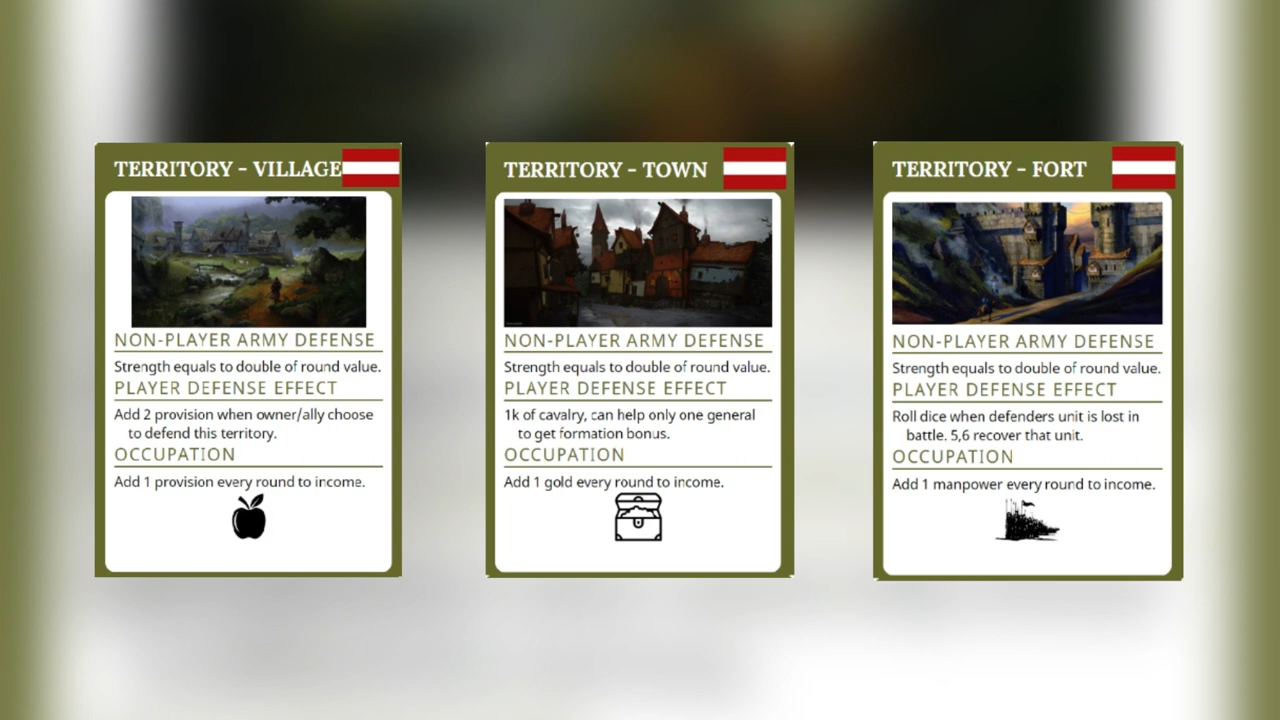 TERRITORY – VILLAGE
NON-PLAYER ARMY DEFENSE
Strength equals to double of round value.
PLAYER DEFENSE EFFECT
Add 2 provision when owner/ally choose
to defend this territory.
OCCUPATION
Add 1 provision every round to income.
TERRITORY – TOWN
NON-PLAYER ARMY DEFENSE
Strength equals to double of round value.
PLAYER DEFENSE EFFECT
1k of cavalry, can help only one general
to get formation bonus.
OCCUPATION
Add 1 gold every round to income.
TERRITORY – FORT
NON-PLAYER ARMY DEFENSE
Strength equals to double of round value.
PLAYER DEFENSE EFFECT
Roll dice when defenders unit is lost in
battle. 5,6 recover that unit.
OCCUPATION
Add 1 manpower every round to income.